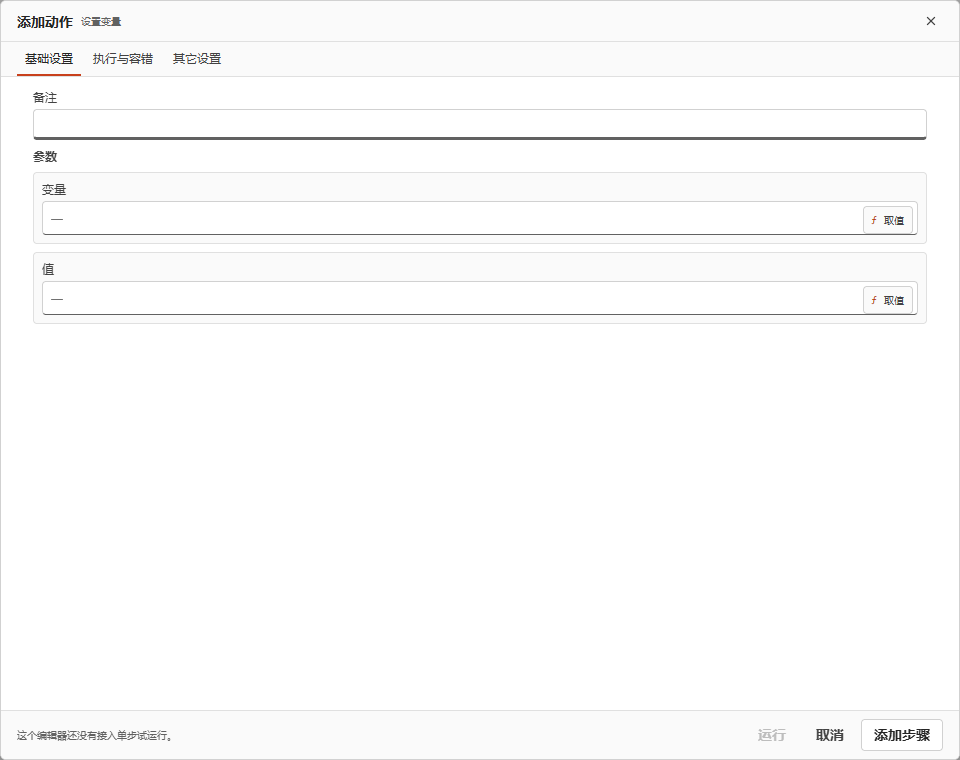 添加动作 设置变量
基础设置 执行与容错 其它设置
备注
参数
变量
— f 取值
值
— f 取值
这个编辑器还没有接入单步试运行。
运行 取消 添加步骤